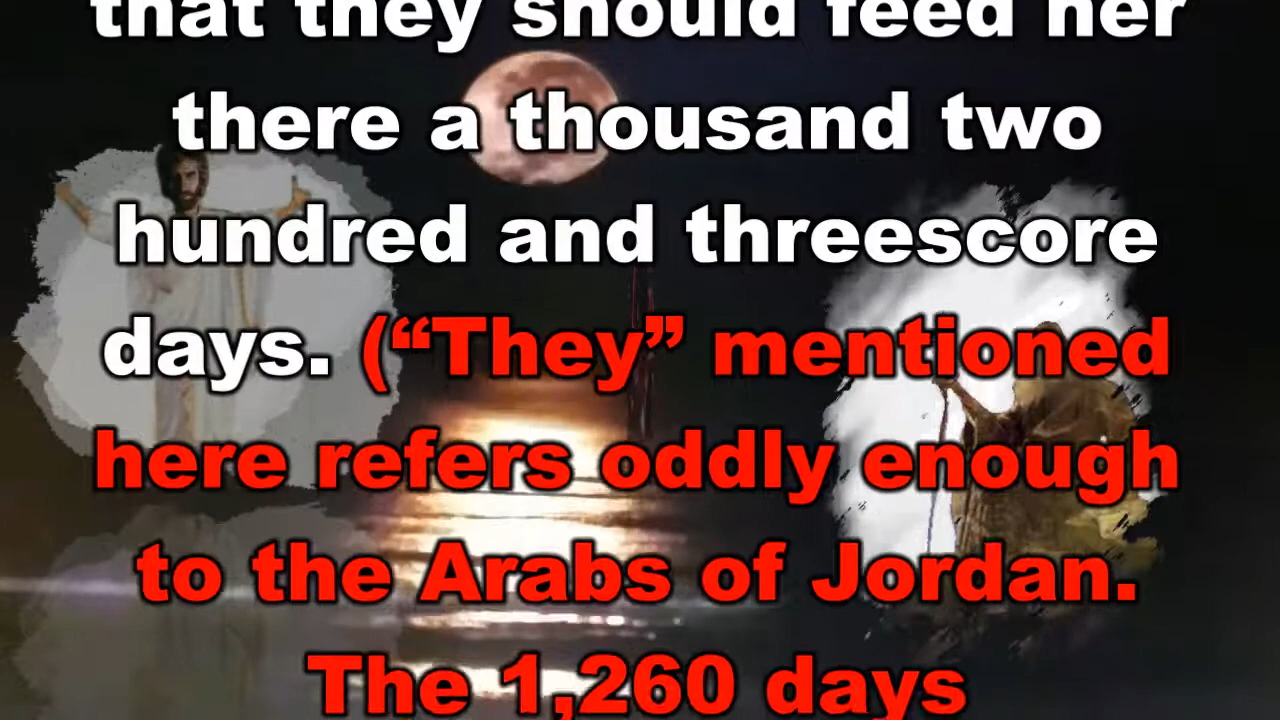 that they should feed her
there a thousand two
hundred and threescore
days. (“They” mentioned
here refers oddly enough
to the Arabs of Jordan.
The 1,260 days